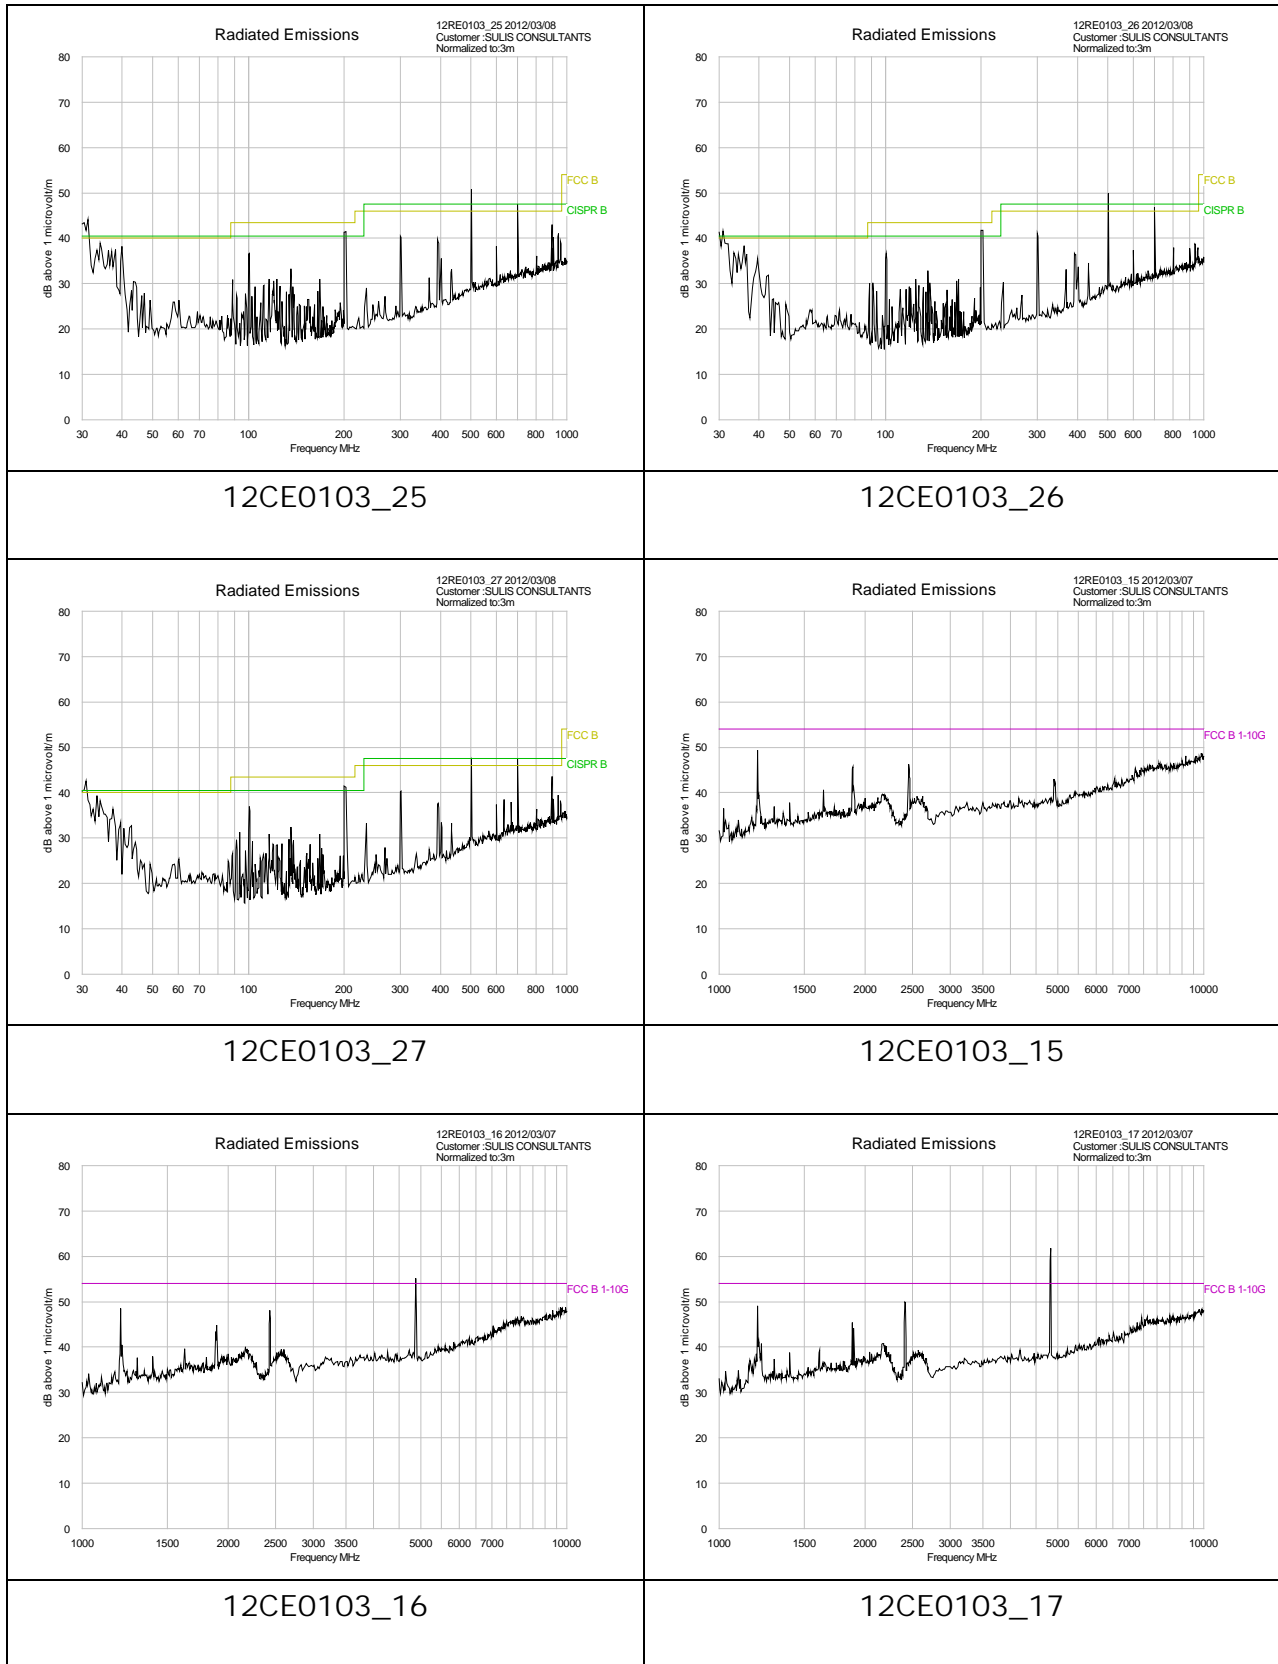 Radiated Emissions
12RE0103_25 2012/03/08
Customer :SULIS CONSULTANTS
Normalized to:3m
80
70
60
50
40
30
20
10
0
dB above 1 microvolt/m
FCC B
CISPR B
30 40 50 60 70 100 200 300 400 500 600 1000
Frequency MHz
12CE0103_25
Radiated Emissions
12RE0103_26 2012/03/08
Customer :SULIS CONSULTANTS
Normalized to:3m
80
70
60
50
40
30
20
10
0
dB above 1 microvolt/m
FCC B
CISPR B
30 40 50 60 70 100 200 300 400 500 600 1000
Frequency MHz
12CE0103_26
Radiated Emissions
12RE0103_27 2012/03/08
Customer :SULIS CONSULTANTS
Normalized to:3m
80
70
60
50
40
30
20
10
0
dB above 1 microvolt/m
FCC B
CISPR B
30 40 50 60 70 100 200 300 400 500 600 1000
Frequency MHz
12CE0103_27
Radiated Emissions
12RE0103_15 2012/03/07
Customer :SULIS CONSULTANTS
Normalized to:3m
80
70
60
50
40
30
20
10
0
dB above 1 microvolt/m
FCC B 1-10G
1000 1500 2000 2500 3000 3500 5000 6000 7000 10000
Frequency MHz
12CE0103_15
Radiated Emissions
12RE0103_16 2012/03/07
Customer :SULIS CONSULTANTS
Normalized to:3m
80
70
60
50
40
30
20
10
0
dB above 1 microvolt/m
FCC B 1-10G
1000 1500 2000 2500 3000 3500 5000 6000 7000 10000
Frequency MHz
12CE0103_16
Radiated Emissions
12RE0103_17 2012/03/07
Customer :SULIS CONSULTANTS
Normalized to:3m
80
70
60
50
40
30
20
10
0
dB above 1 microvolt/m
FCC B 1-10G
1000 1500 2000 2500 3000 3500 5000 6000 7000 10000
Frequency MHz
12CE0103_17